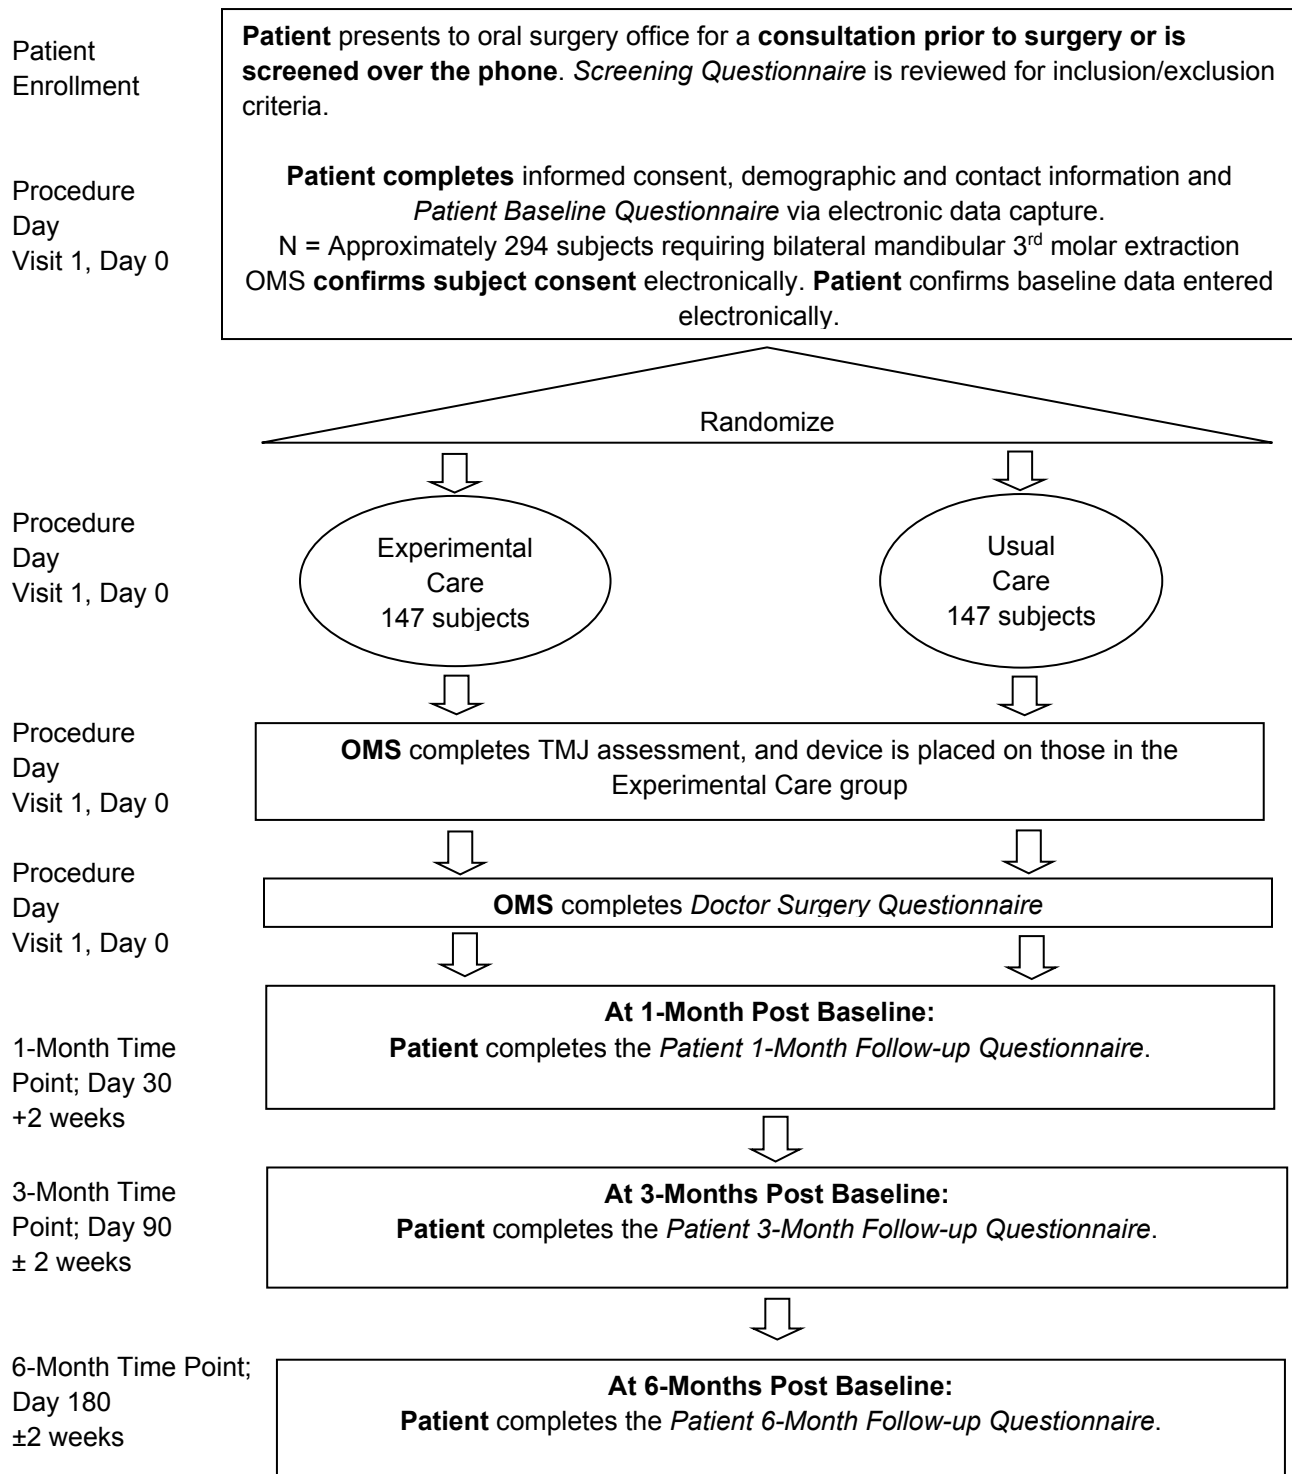 Patient
Enrollment
Patient presents to oral surgery office for a consultation prior to surgery or is
screened over the phone. Screening Questionnaire is reviewed for inclusion/exclusion
criteria.
Procedure
Day
Visit 1, Day 0
Patient completes informed consent, demographic and contact information and
Patient Baseline Questionnaire via electronic data capture.
N = Approximately 294 subjects requiring bilateral mandibular 3rd molar extraction
OMS confirms subject consent electronically. Patient confirms baseline data entered
electronically.
Randomize
Procedure
Day
Visit 1, Day 0
Experimental
Care
147 subjects
Usual
Care
147 subjects
Procedure
Day
Visit 1, Day 0
OMS completes TMJ assessment, and device is placed on those in the
Experimental Care group
Procedure
Day
Visit 1, Day 0
OMS completes Doctor Surgery Questionnaire
1-Month Time
Point; Day 30
+2 weeks
At 1-Month Post Baseline:
Patient completes the Patient 1-Month Follow-up Questionnaire.
3-Month Time
Point; Day 90
± 2 weeks
At 3-Months Post Baseline:
Patient completes the Patient 3-Month Follow-up Questionnaire.
6-Month Time Point;
Day 180
±2 weeks
At 6-Months Post Baseline:
Patient completes the Patient 6-Month Follow-up Questionnaire.